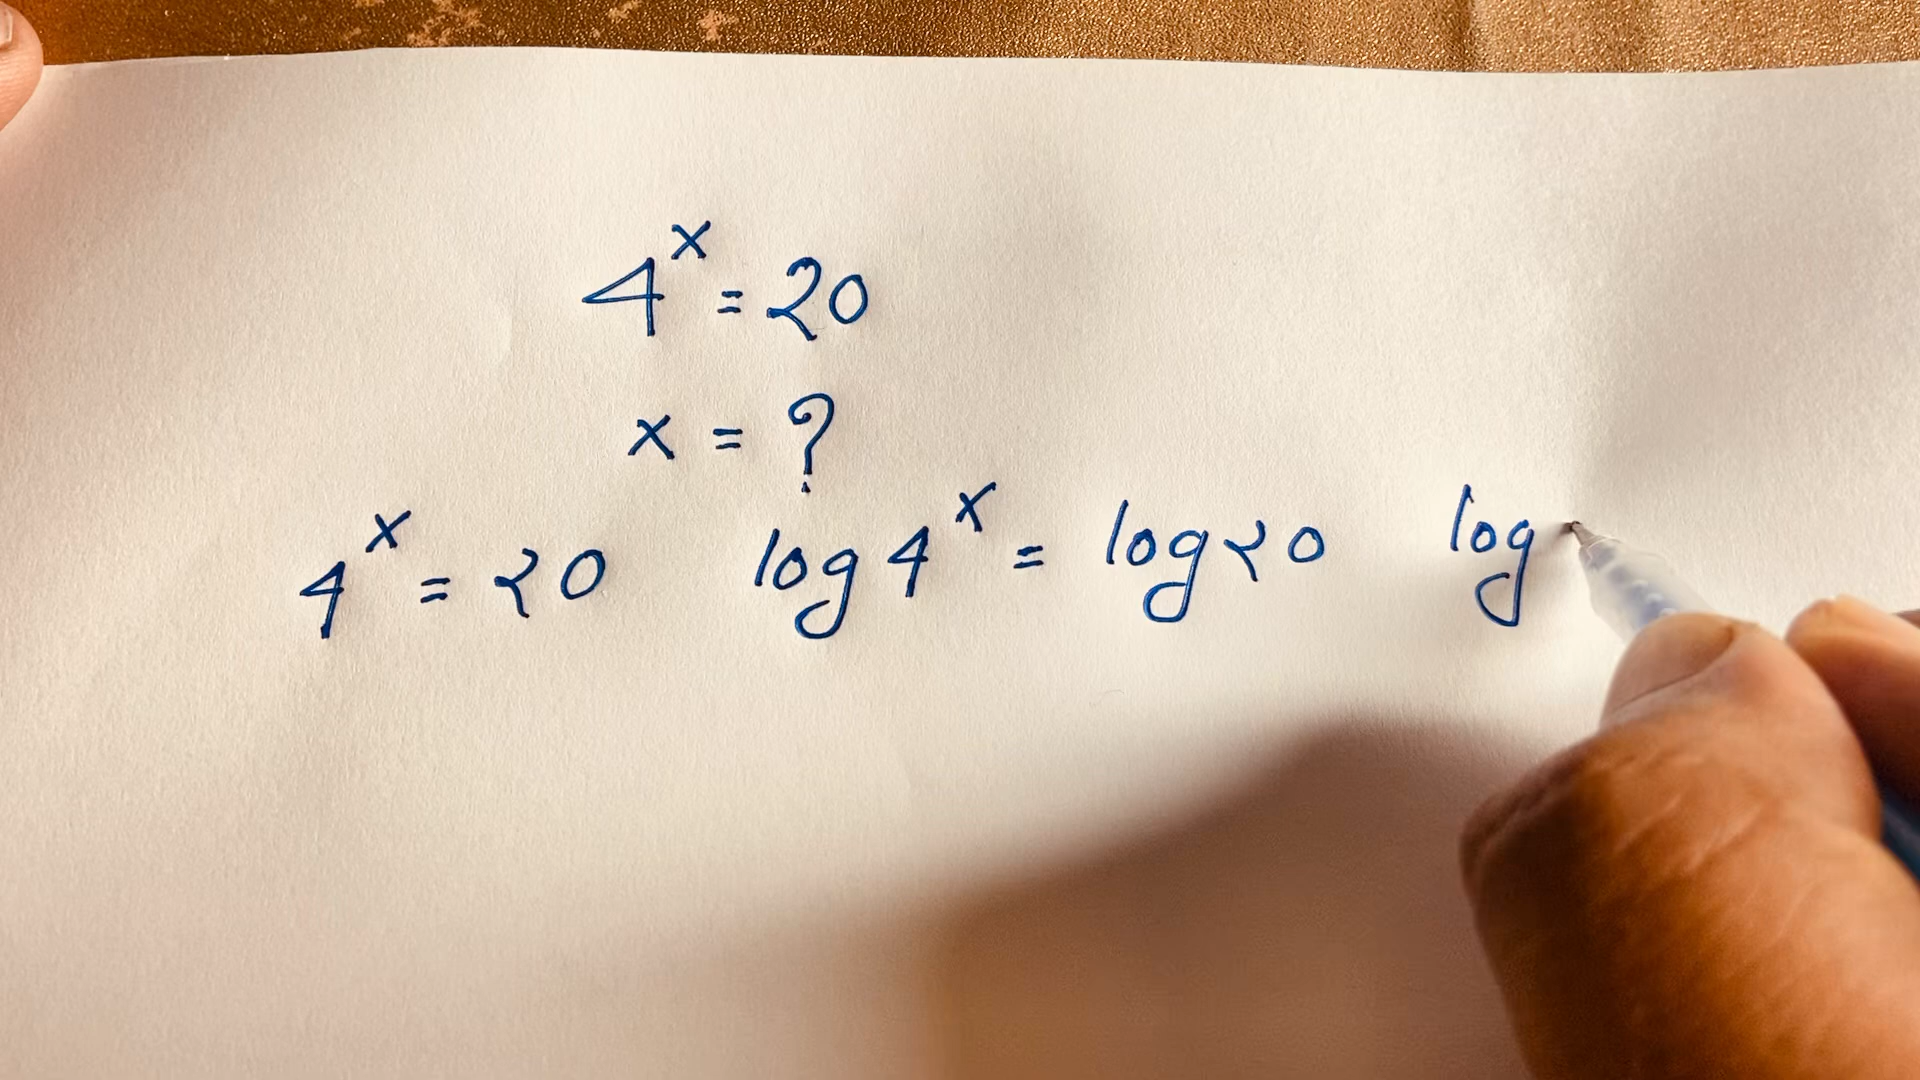 4^x = 20
x = ?
4^x = 20 log 4^x = log 20 log